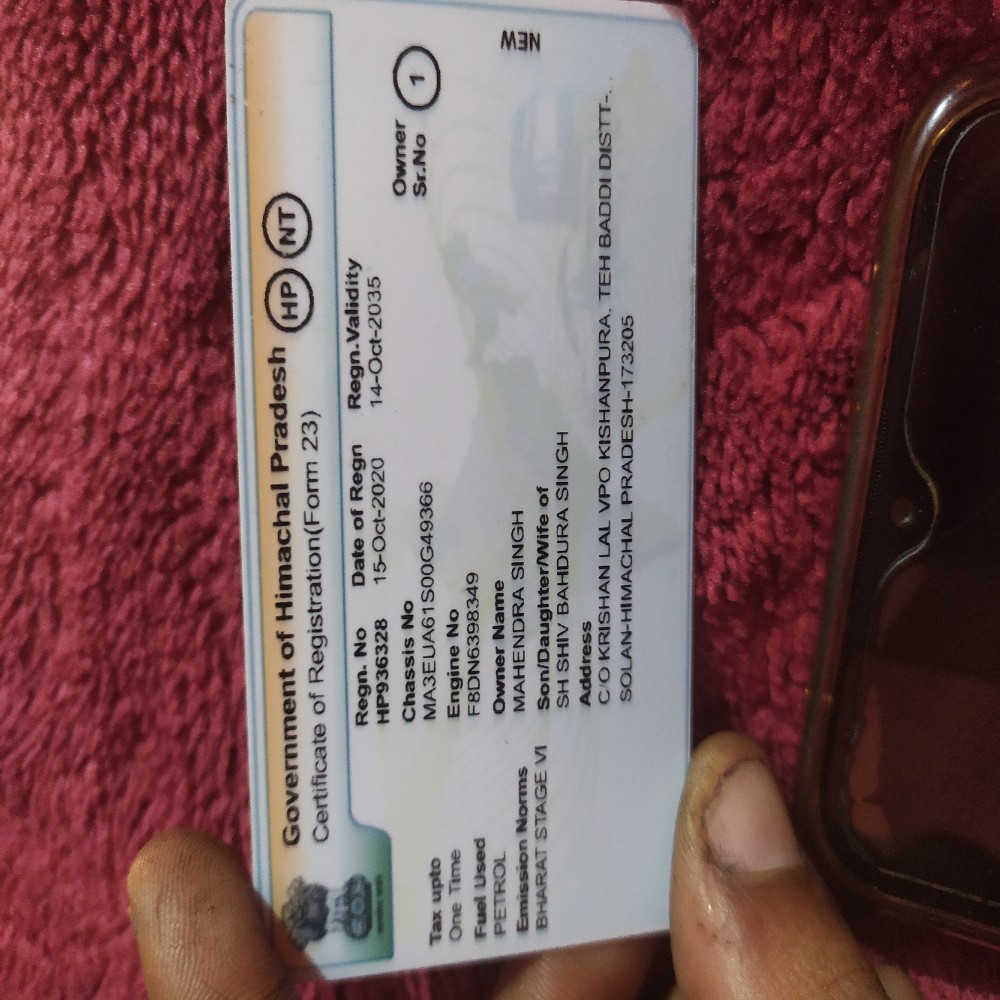 Government of Himachal Pradesh HP NT
Certificate of Registration(Form 23)
Regn. No Date of Regn Regn.Validity
HP936328 15-Oct-2020 14-Oct-2035
Owner
Sr.No 1
Chassis No
MA3EUA61S00G49366
Engine No
F8DN6398349
Owner Name
MAHENDRA SINGH
Son/Daughter/Wife of
SH SHIV BAHDURA SINGH
Address
C/O KRISHAN LAL VPO KISHANPURA, TEH BADDI DISTT-..
SOLAN-HIMACHAL PRADESH-173205
Tax upto
One Time
Fuel Used
PETROL
Emission Norms
BHARAT STAGE VI
NEW